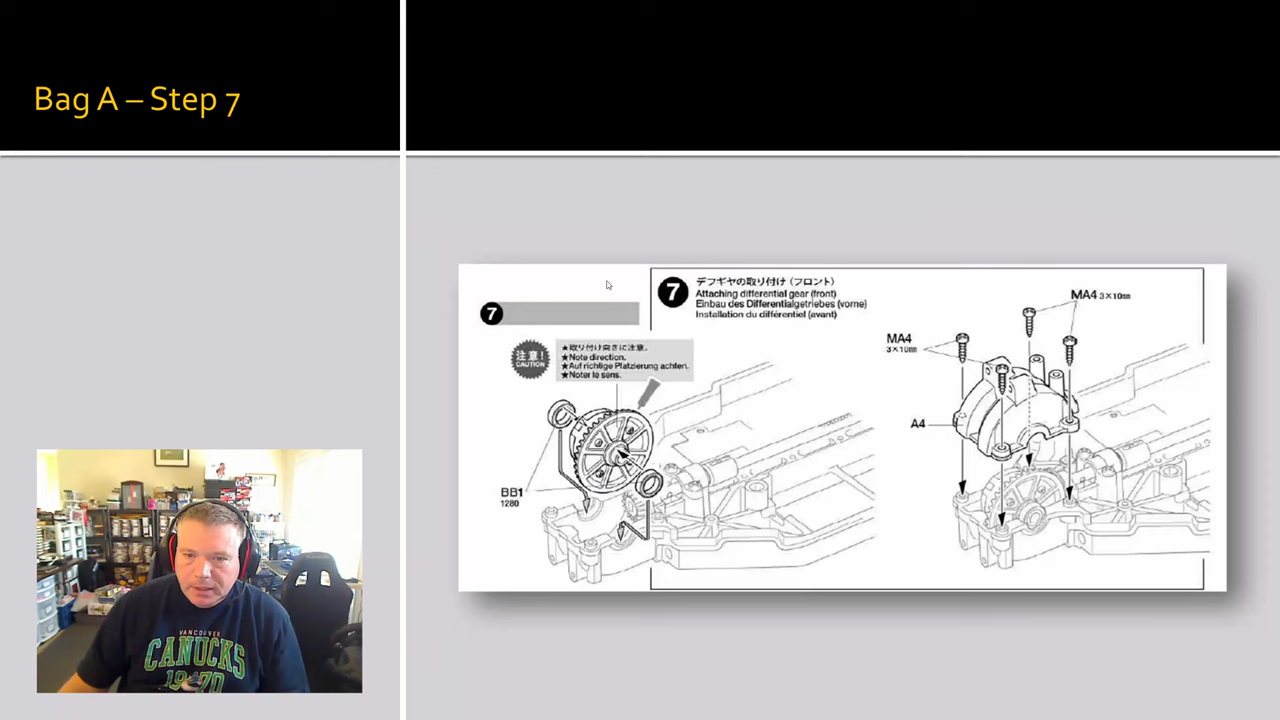 Bag A – Step 7
7
7
デフギヤの取り付け（フロント）
Attaching differential gear (front)
Einbau des Differentialgetriebes (vorne)
Installation du différentiel (avant)
注意!
CAUTION
★取り付け向きに注意。
★Note direction.
★Auf richtige Platzierung achten.
★Noter le sens.
BB1
1280
MA4 3×10㎜
MA4
3×10㎜
A4
VANCOUVER
CANUCKS
1970